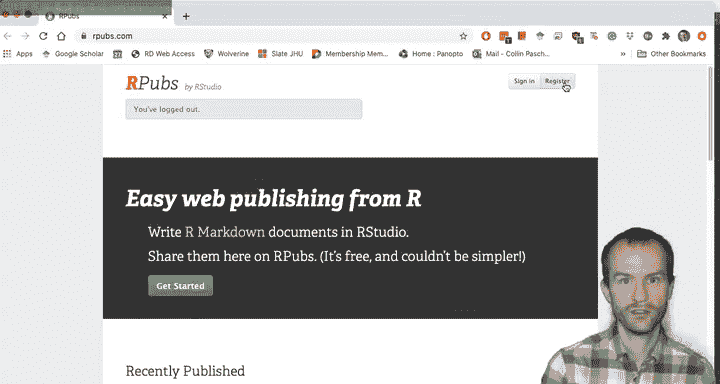 RPubs
rpubs.com
Apps Google Scholar RD Web Access Wolverine Slate JHU Membership Mem... Home : Panopto Mail - Collin Pasch... » Other Bookmarks
RPubs by RStudio
Sign in Register
You've logged out.
Easy web publishing from R
Write R Markdown documents in RStudio.
Share them here on RPubs. (It's free, and couldn't be simpler!)
Get Started
Recently Published